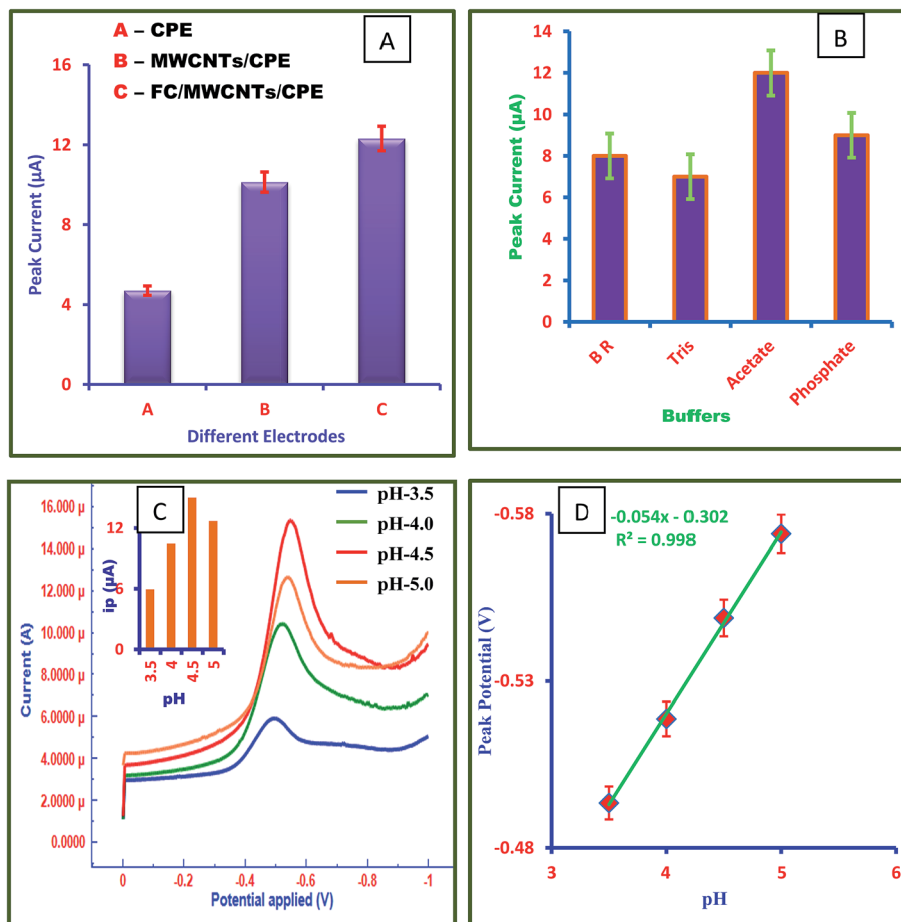 A – CPE
B – MWCNTs/CPE
C – FC/MWCNTs/CPE
A
16
12
8
4
0
Peak Current (µA)
A B C
Different Electrodes
B
14
12
10
8
6
4
2
0
Peak Current (µA)
B R
Tris
Acetate
Phosphate
Buffers
C
16.000 µ
14.000 µ
12.000 µ
10.000 µ
8.0000 µ
6.0000 µ
4.0000 µ
2.0000 µ
0.0000
Current (A)
12
6
0
ip (µA)
3.5
4
4.5
5
pH
pH-3.5
pH-4.0
pH-4.5
pH-5.0
0 -0.2 -0.4 -0.6 -0.8 -1
Potential applied (V)
D
-0.054x - 0.302
R² = 0.998
-0.58
-0.53
-0.48
Peak Potential (V)
3 4 5 6
pH